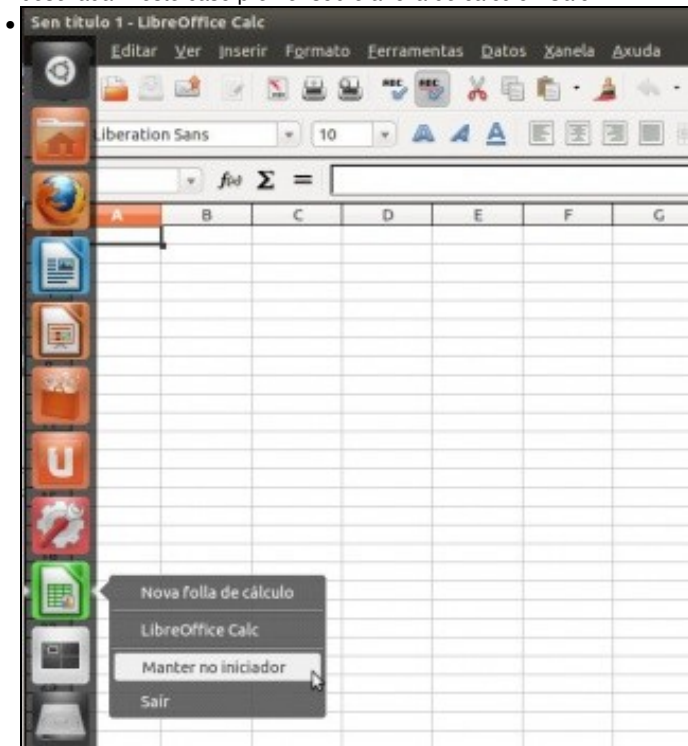 Sen título 1 - LibreOffice Calc
Editar Ver Inserir Formato Ferramentas Datos Xanela Axuda
Liberation Sans 10
f(x) Σ =
A B C D E F G
Nova folla de cálculo
LibreOffice Calc
Manter no iniciador
Sair